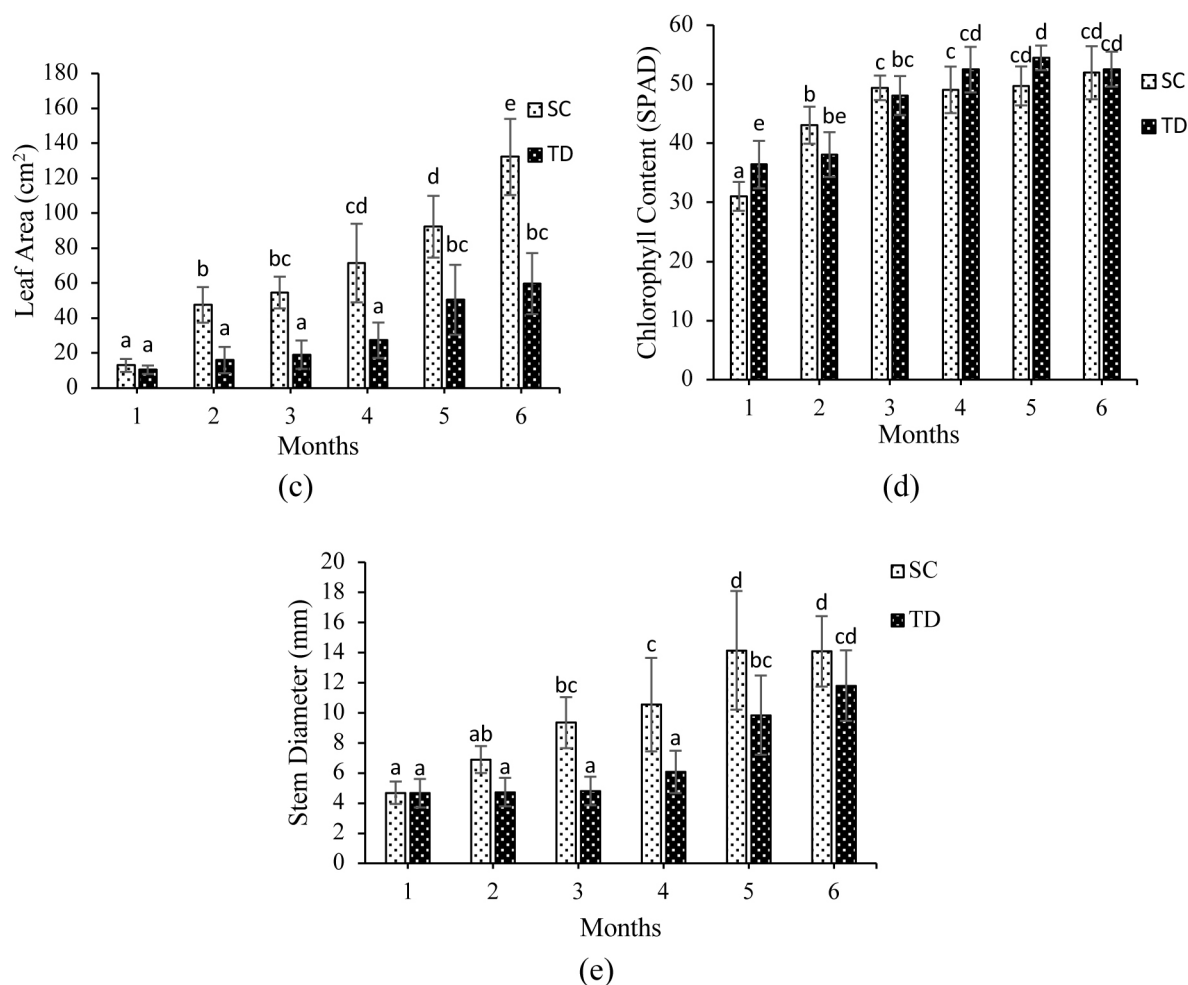 Leaf Area (cm²)
180
160
140
120
100
80
60
40
20
0
a a b a bc a cd a d bc e bc
SC
TD
1 2 3 4 5 6
Months
(c)
Chlorophyll Content (SPAD)
60
50
40
30
20
10
0
a e b be c bc c cd cd d cd cd
SC
TD
1 2 3 4 5 6
Months
(d)
Stem Diameter (mm)
20
18
16
14
12
10
8
6
4
2
0
a a ab a bc a c a d bc d cd
SC
TD
1 2 3 4 5 6
Months
(e)